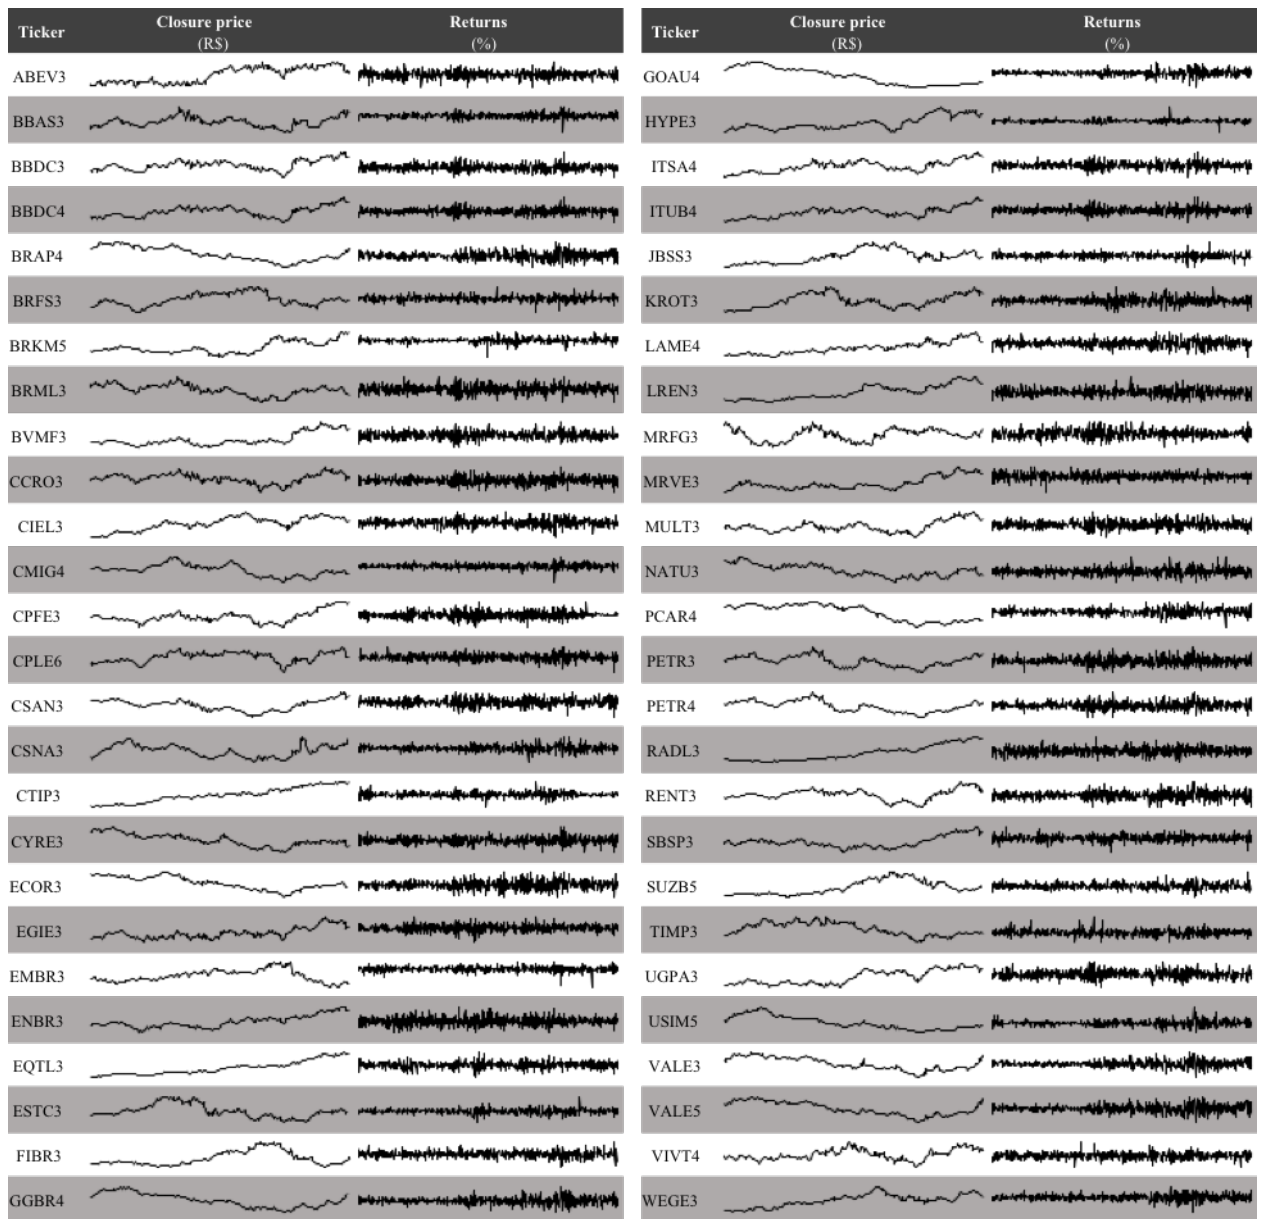 Ticker
Closure price
(R$)
Returns
(%)
ABEV3
BBAS3
BBDC3
BBDC4
BRAP4
BRFS3
BRKM5
BRML3
BVMF3
CCRO3
CIEL3
CMIG4
CPFE3
CPLE6
CSAN3
CSNA3
CTIP3
CYRE3
ECOR3
EGIE3
EMBR3
ENBR3
EQTL3
ESTC3
FIBR3
GGBR4
Ticker
Closure price
(R$)
Returns
(%)
GOAU4
HYPE3
ITSA4
ITUB4
JBSS3
KROT3
LAME4
LREN3
MRFG3
MRVE3
MULT3
NATU3
PCAR4
PETR3
PETR4
RADL3
RENT3
SBSP3
SUZB5
TIMP3
UGPA3
USIM5
VALE3
VALE5
VIVT4
WEGE3